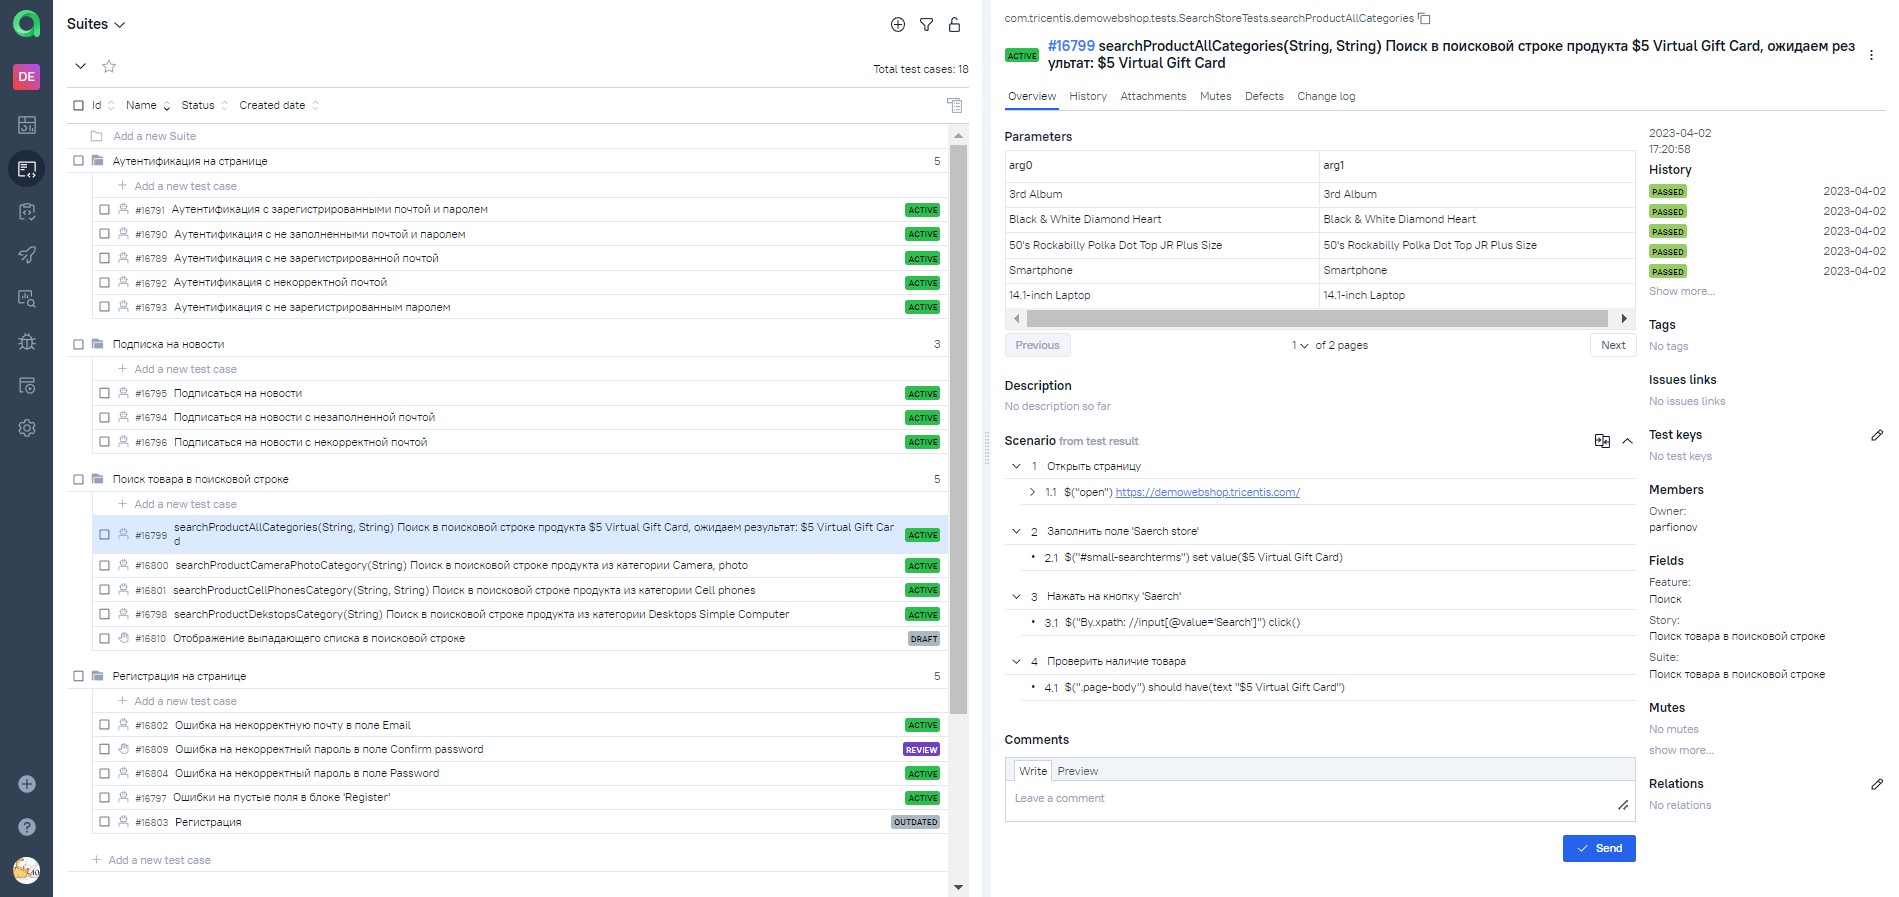 Suites
DE
Total test cases: 18
Id Name Status Created date
Add a new Suite
Аутентификация на странице 5
Add a new test case
#16791 Аутентификация с зарегистрированными почтой и паролем ACTIVE
#16790 Аутентификация с не заполненными почтой и паролем ACTIVE
#16789 Аутентификация с не зарегистрированной почтой ACTIVE
#16792 Аутентификация с некорректной почтой ACTIVE
#16793 Аутентификация с не зарегистрированным паролем ACTIVE
Подписка на новости 3
Add a new test case
#16795 Подписаться на новости ACTIVE
#16794 Подписаться на новости с незаполненной почтой ACTIVE
#16796 Подписаться на новости с некорректной почтой ACTIVE
Поиск товара в поисковой строке 5
Add a new test case
#16799 searchProductAllCategories(String, String) Поиск в поисковой строке продукта $5 Virtual Gift Card, ожидаем результат: $5 Virtual Gift Car
d ACTIVE
#16800 searchProductCameraPhotoCategory(String) Поиск в поисковой строке продукта из категории Camera, photo ACTIVE
#16801 searchProductCellPhonesCategory(String, String) Поиск в поисковой строке продукта из категории Cell phones ACTIVE
#16798 searchProductDekstopsCategory(String) Поиск в поисковой строке продукта из категории Desktops Simple Computer ACTIVE
#16810 Отображение выпадающего списка в поисковой строке DRAFT
Регистрация на странице 5
Add a new test case
#16802 Ошибка на некорректную почту в поле Email ACTIVE
#16809 Ошибка на некорректный пароль в поле Confirm password REVIEW
#16804 Ошибка на некорректный пароль в поле Password ACTIVE
#16797 Ошибки на пустые поля в блоке 'Register' ACTIVE
#16803 Регистрация OUTDATED
Add a new test case
com.tricentis.demowebshop.tests.SearchStoreTests.searchProductAllCategories
ACTIVE #16799 searchProductAllCategories(String, String) Поиск в поисковой строке продукта $5 Virtual Gift Card, ожидаем рез
ультат: $5 Virtual Gift Card
Overview History Attachments Mutes Defects Change log
Parameters
arg0 arg1
3rd Album 3rd Album
Black & White Diamond Heart Black & White Diamond Heart
50's Rockabilly Polka Dot Top JR Plus Size 50's Rockabilly Polka Dot Top JR Plus Size
Smartphone Smartphone
14.1-inch Laptop 14.1-inch Laptop
Previous 1 of 2 pages Next
Description
No description so far
Scenario from test result
1 Открыть страницу
1.1 $("open") https://demowebshop.tricentis.com/
2 Заполнить поле 'Saerch store'
2.1 $("#small-searchterms") set value($5 Virtual Gift Card)
3 Нажать на кнопку 'Saerch'
3.1 $("By.xpath: //input[@value='Search']") click()
4 Проверить наличие товара
4.1 $(".page-body") should have(text "$5 Virtual Gift Card")
Comments
Write Preview
Leave a comment
Send
2023-04-02
17:20:58
History
PASSED 2023-04-02
PASSED 2023-04-02
PASSED 2023-04-02
PASSED 2023-04-02
PASSED 2023-04-02
Show more...
Tags
No tags
Issues links
No issues links
Test keys
No test keys
Members
Owner:
parfionov
Fields
Feature:
Поиск
Story:
Поиск товара в поисковой строке
Suite:
Поиск товара в поисковой строке
Mutes
No mutes
show more...
Relations
No relations